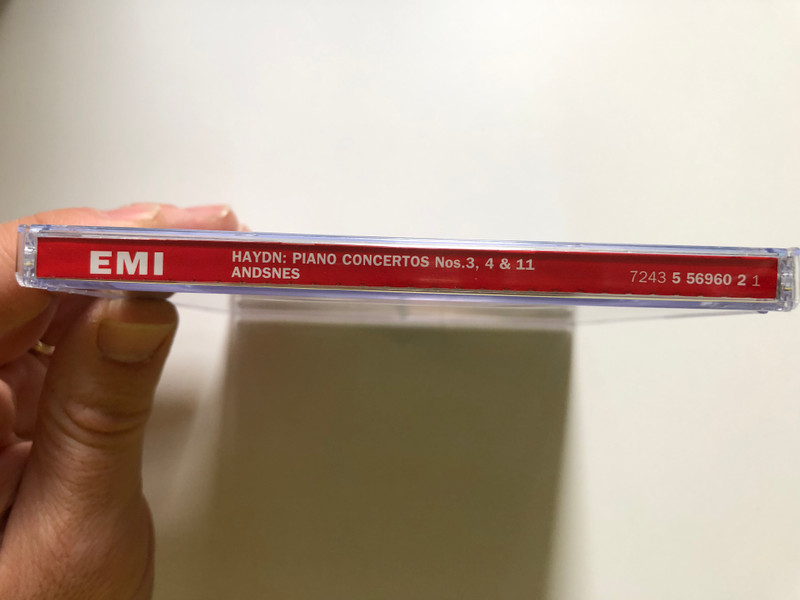 EMI
HAYDN: PIANO CONCERTOS Nos.3, 4 & 11
ANDSNES
7243 5 56960 2 1